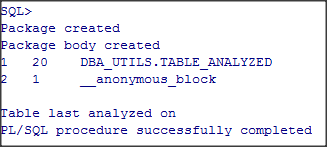 SQL>
Package created
Package body created
1 20 DBA_UTILS.TABLE_ANALYZED
2 1 __anonymous_block
Table last analyzed on
PL/SQL procedure successfully completed